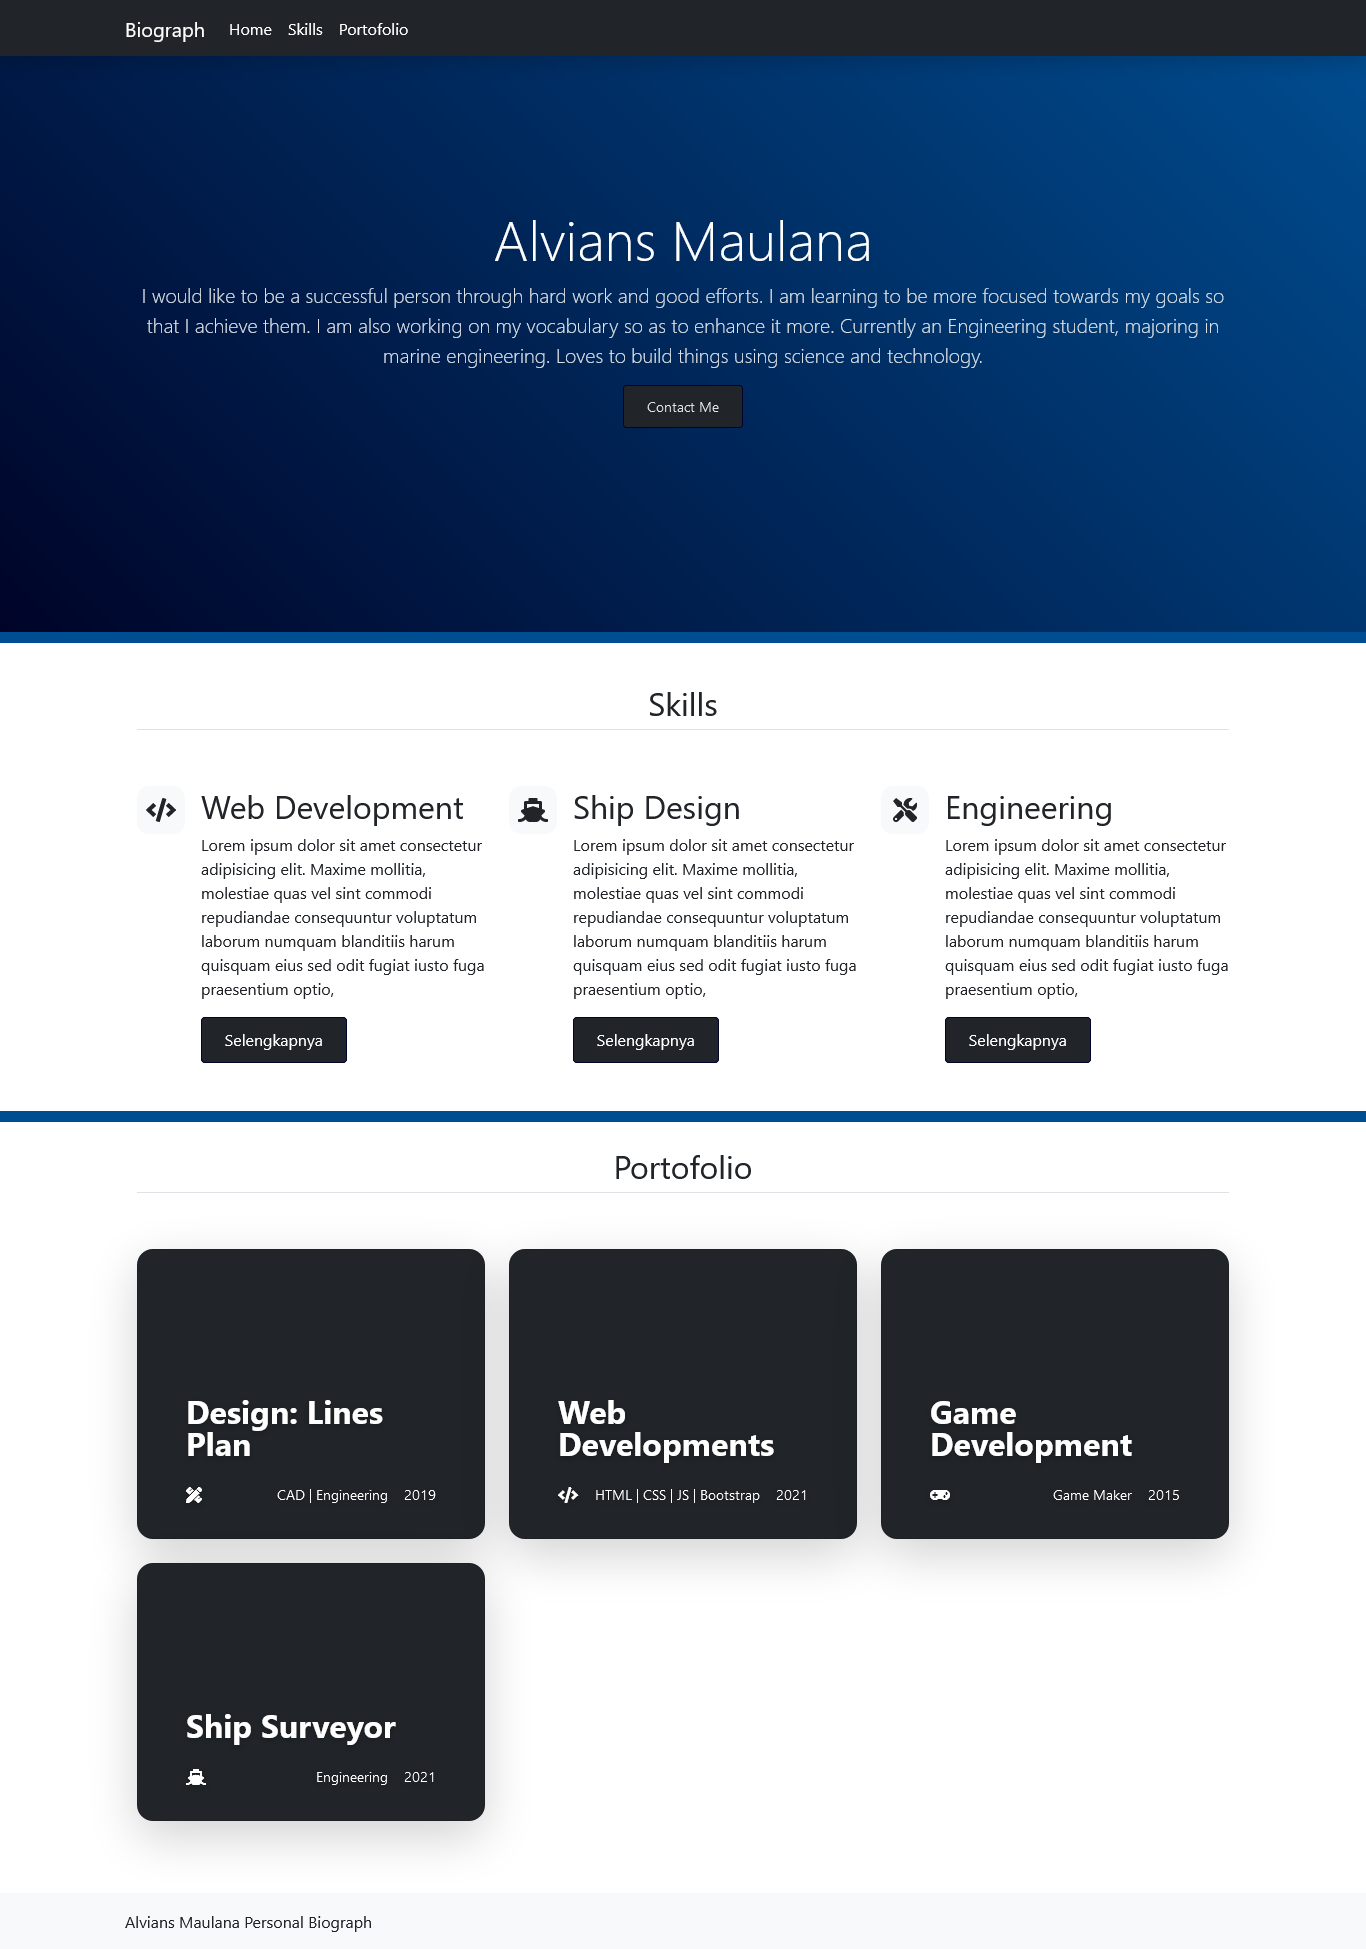 Biograph Home Skills Portofolio
Alvians Maulana
I would like to be a successful person through hard work and good efforts. I am learning to be more focused towards my goals so
that I achieve them. I am also working on my vocabulary so as to enhance it more. Currently an Engineering student, majoring in
marine engineering. Loves to build things using science and technology.
Contact Me
Skills
Web Development
Lorem ipsum dolor sit amet consectetur
adipisicing elit. Maxime mollitia,
molestiae quas vel sint commodi
repudiandae consequuntur voluptatum
laborum numquam blanditiis harum
quisquam eius sed odit fugiat iusto fuga
praesentium optio,
Selengkapnya
Ship Design
Lorem ipsum dolor sit amet consectetur
adipisicing elit. Maxime mollitia,
molestiae quas vel sint commodi
repudiandae consequuntur voluptatum
laborum numquam blanditiis harum
quisquam eius sed odit fugiat iusto fuga
praesentium optio,
Selengkapnya
Engineering
Lorem ipsum dolor sit amet consectetur
adipisicing elit. Maxime mollitia,
molestiae quas vel sint commodi
repudiandae consequuntur voluptatum
laborum numquam blanditiis harum
quisquam eius sed odit fugiat iusto fuga
praesentium optio,
Selengkapnya
Portofolio
Design: Lines
Plan
CAD | Engineering 2019
Web
Developments
HTML | CSS | JS | Bootstrap 2021
Game
Development
Game Maker 2015
Ship Surveyor
Engineering 2021
Alvians Maulana Personal Biograph